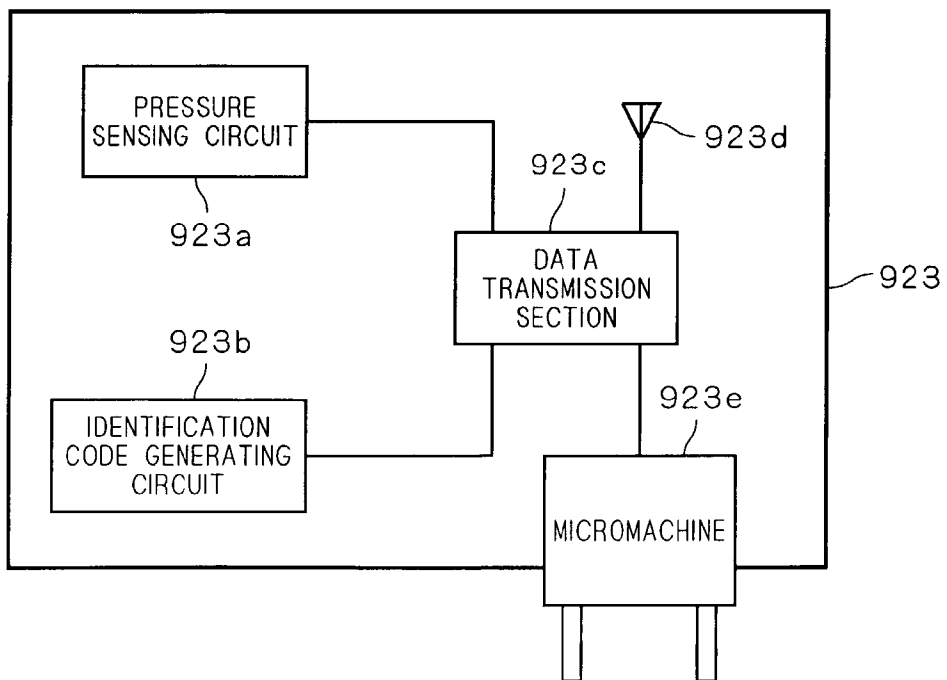 PRESSURE
SENSING CIRCUIT
923a
923d
923c
DATA
TRANSMISSION
SECTION
923
923b
IDENTIFICATION
CODE GENERATING
CIRCUIT
923e
MICROMACHINE